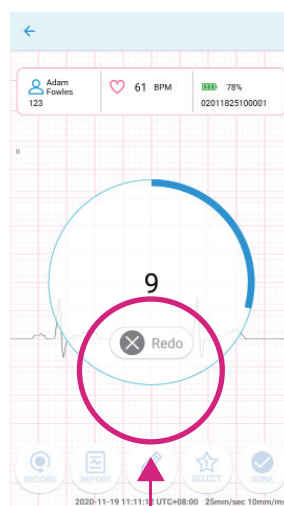 Adam
Fowles
123
61 BPM
78%
02011825100001
II
9
Redo
RECORD
REPORT
SELECT
DONE
2020-11-19 11:11:1 UTC+08:00 25mm/sec 10mm/m